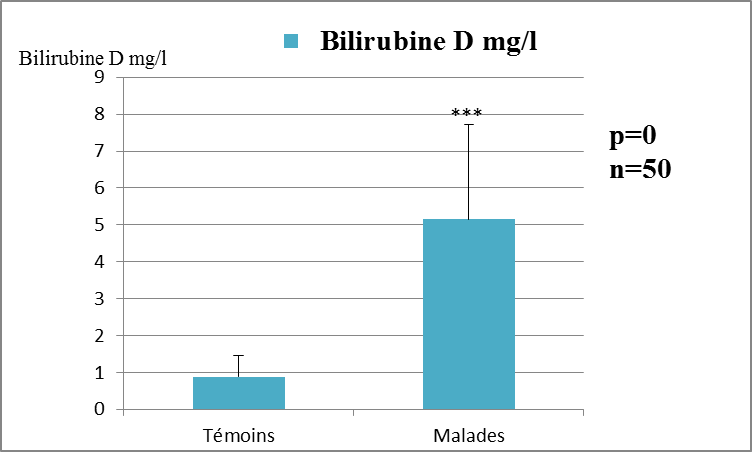 Bilirubine D mg/l
Bilirubine D mg/l
9
8
7
6
5
4
3
2
1
0
***
p=0
n=50
Témoins
Malades